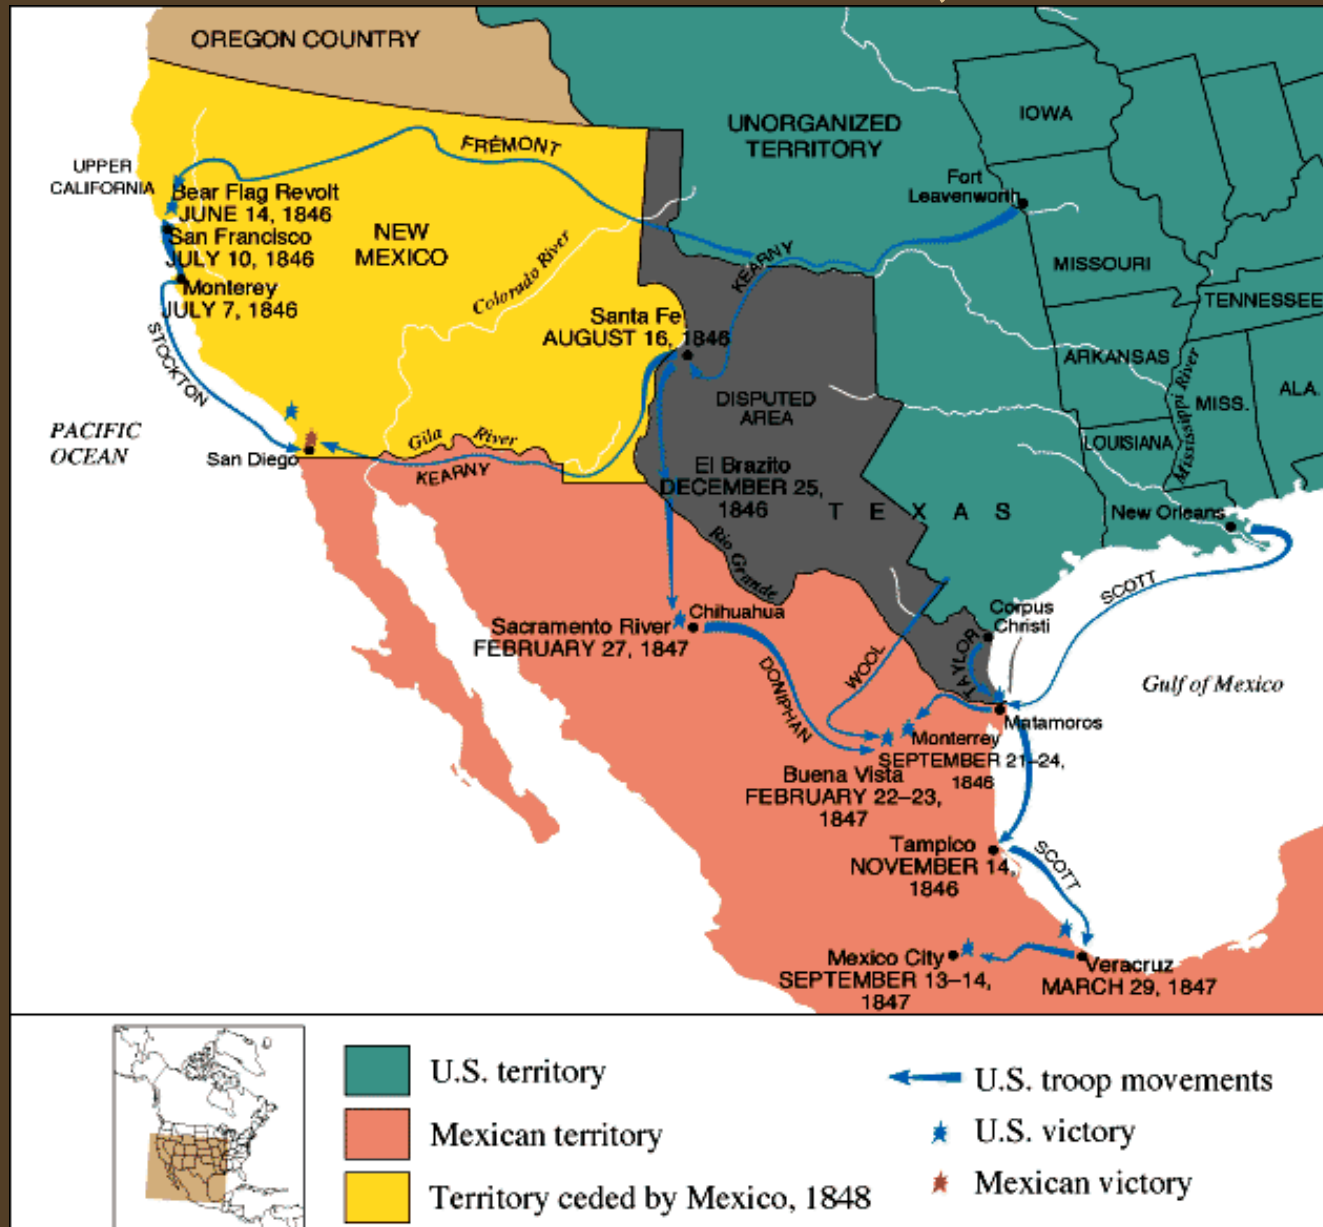 OREGON COUNTRY
UNORGANIZED
TERRITORY
IOWA
FRÉMONT
UPPER
CALIFORNIA
Bear Flag Revolt
JUNE 14, 1846
San Francisco
JULY 10, 1846
Monterey
JULY 7, 1846
NEW
MEXICO
Colorado River
Fort
Leavenworth
KEARNY
MISSOURI
TENNESSEE
Santa Fe
AUGUST 16, 1846
ARKANSAS
Mississippi River
MISS.
ALA.
STOCKTON
DISPUTED
AREA
LOUISIANA
PACIFIC
OCEAN
San Diego
Gila River
KEARNY
El Brazito
DECEMBER 25,
1846
TEXAS
New Orleans
Rio Grande
SCOTT
Chihuahua
Sacramento River
FEBRUARY 27, 1847
Corpus
Christi
TAYLOR
WOOL
DONIPHAN
Gulf of Mexico
Matamoros
Monterrey
SEPTEMBER 21–24,
1846
Buena Vista
FEBRUARY 22–23,
1847
Tampico
NOVEMBER 14,
1846
SCOTT
Mexico City
SEPTEMBER 13–14,
1847
Veracruz
MARCH 29, 1847
U.S. territory
Mexican territory
Territory ceded by Mexico, 1848
U.S. troop movements
U.S. victory
Mexican victory